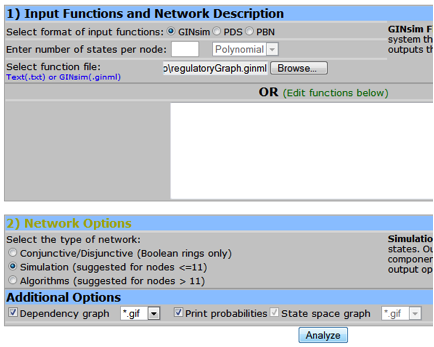 1) Input Functions and Network Description
Select format of input functions: GINsim PDS PBN
GINsim F
Enter number of states per node: Polynomial
system th
outputs th
Select function file: o\regulatoryGraph.ginml Browse...
Text(.txt) or GINsim(.ginml)
OR (Edit functions below)
2) Network Options
Select the type of network:
Simulatio
Conjunctive/Disjunctive (Boolean rings only)
states. Ou
Simulation (suggested for nodes <=11)
componen
Algorithms (suggested for nodes > 11)
output op
Additional Options
Dependency graph *.gif Print probabilities State space graph *.gif
Analyze